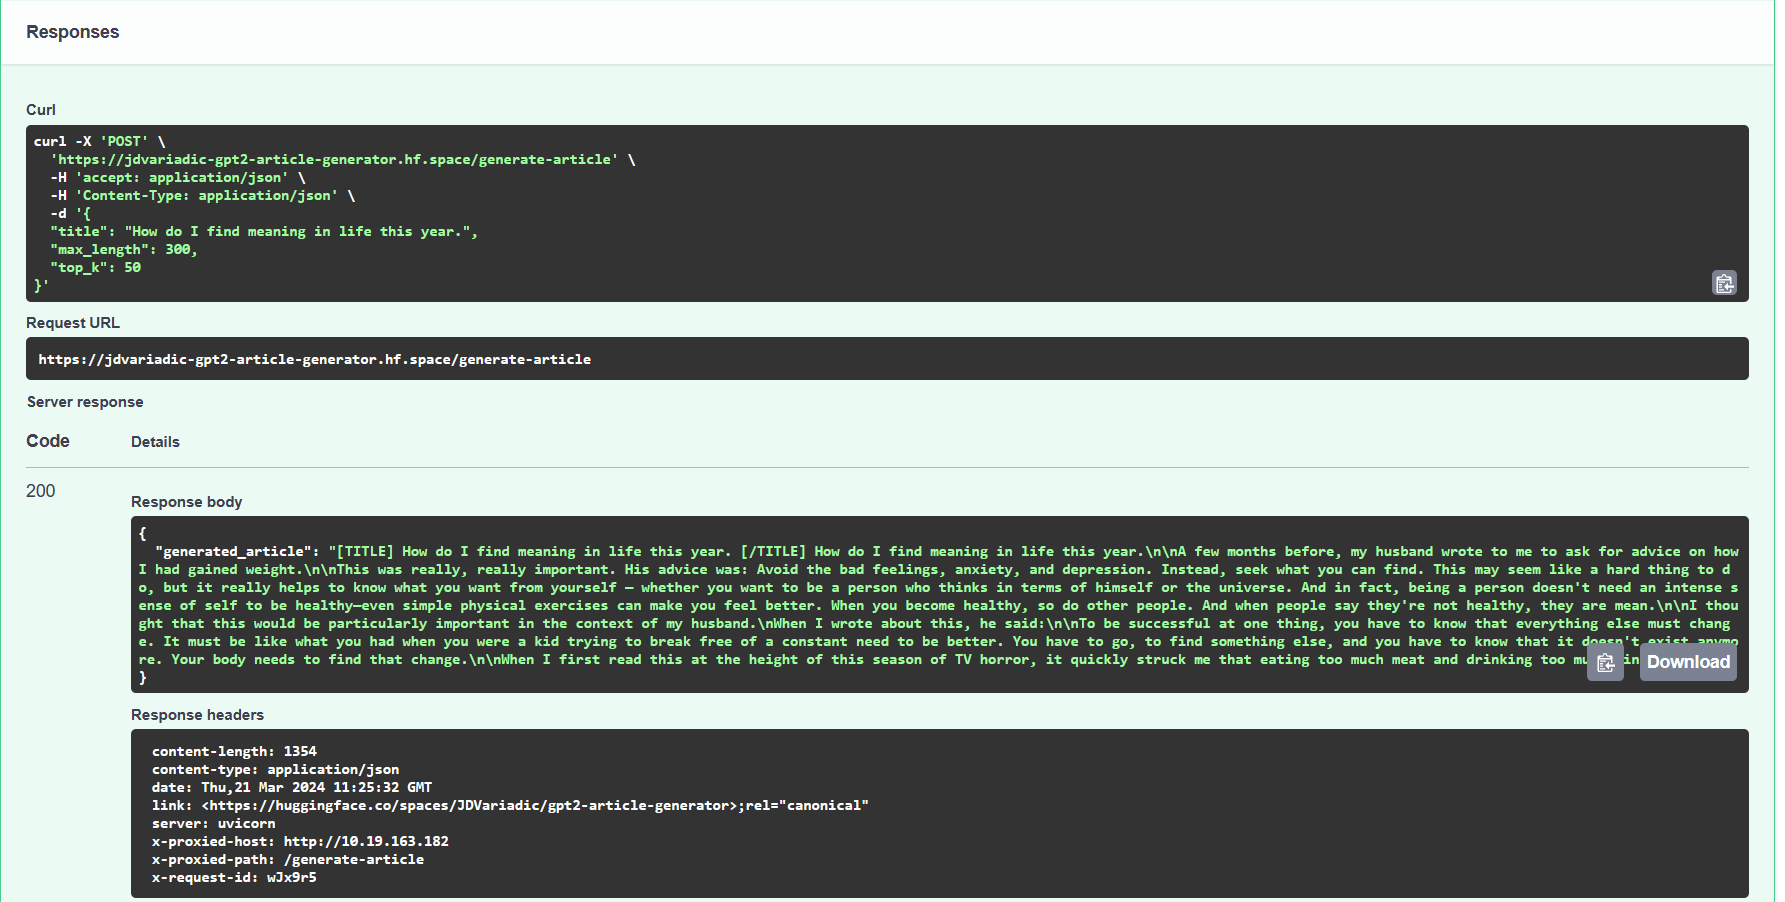 Responses
Curl
curl -X 'POST' \
'https://jdvariadic-gpt2-article-generator.hf.space/generate-article' \
-H 'accept: application/json' \
-H 'Content-Type: application/json' \
-d '{
"title": "How do I find meaning in life this year.",
"max_length": 300,
"top_k": 50
}'
Request URL
https://jdvariadic-gpt2-article-generator.hf.space/generate-article
Server response
Code Details
200
Response body
{
"generated_article": "[TITLE] How do I find meaning in life this year. [/TITLE] How do I find meaning in life this year.\n\nA few months before, my husband wrote to me to ask for advice on how
I had gained weight.\n\nThis was really, really important. His advice was: Avoid the bad feelings, anxiety, and depression. Instead, seek what you can find. This may seem like a hard thing to d
o, but it really helps to know what you want from yourself — whether you want to be a person who thinks in terms of himself or the universe. And in fact, being a person doesn't need an intense s
ense of self to be healthy—even simple physical exercises can make you feel better. When you become healthy, so do other people. And when people say they're not healthy, they are mean.\n\nI thou
ght that this would be particularly important in the context of my husband.\nWhen I wrote about this, he said:\n\nTo be successful at one thing, you have to know that everything else must chang
e. It must be like what you had when you were a kid trying to break free of a constant need to be better. You have to go, to find something else, and you have to know that it doesn't exist anymo
re. Your body needs to find that change.\n\nWhen I first read this at the height of this season of TV horror, it quickly struck me that eating too much meat and drinking too
}
Download
Response headers
content-length: 1354
content-type: application/json
date: Thu,21 Mar 2024 11:25:32 GMT
link: <https://huggingface.co/spaces/JDVariadic/gpt2-article-generator>;rel="canonical"
server: uvicorn
x-proxied-host: http://10.19.163.182
x-proxied-path: /generate-article
x-request-id: wJx9r5